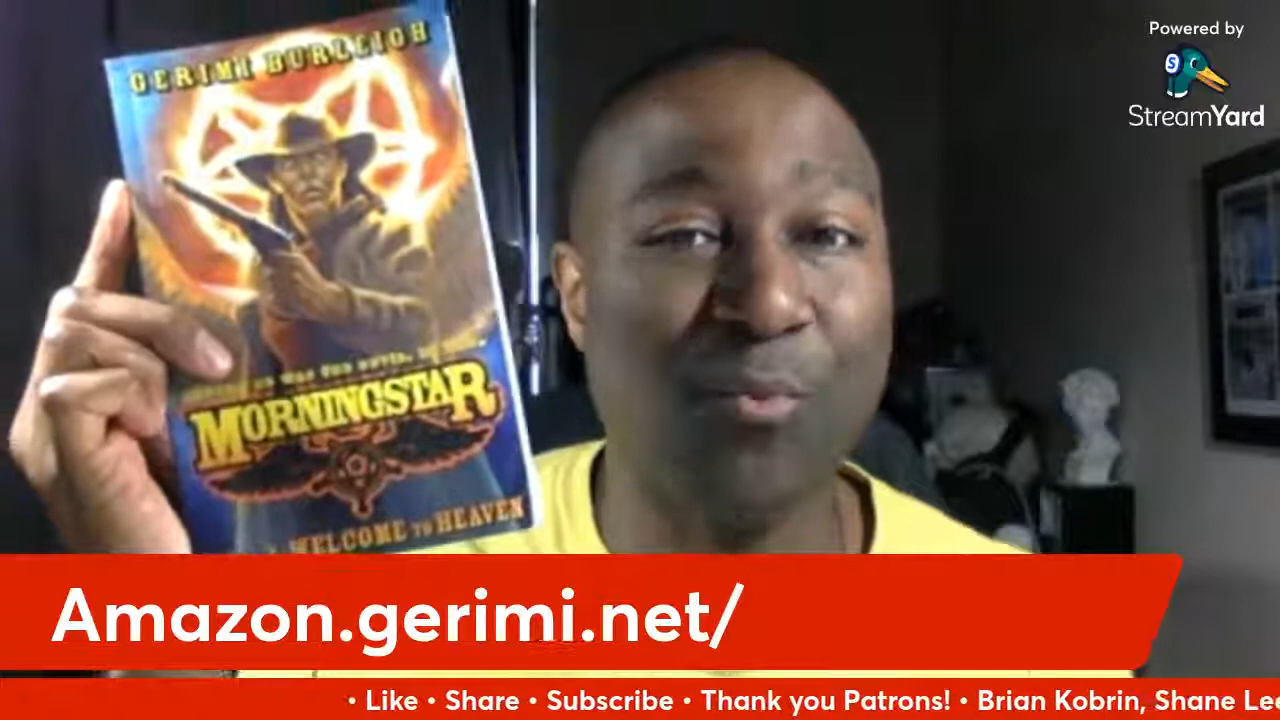 Powered by
StreamYard
GERIMI BURLEIGH
MORNINGSTAR
WELCOME TO HEAVEN
Amazon.gerimi.net/
• Like • Share • Subscribe • Thank you Patrons! • Brian Kobrin, Shane Lee